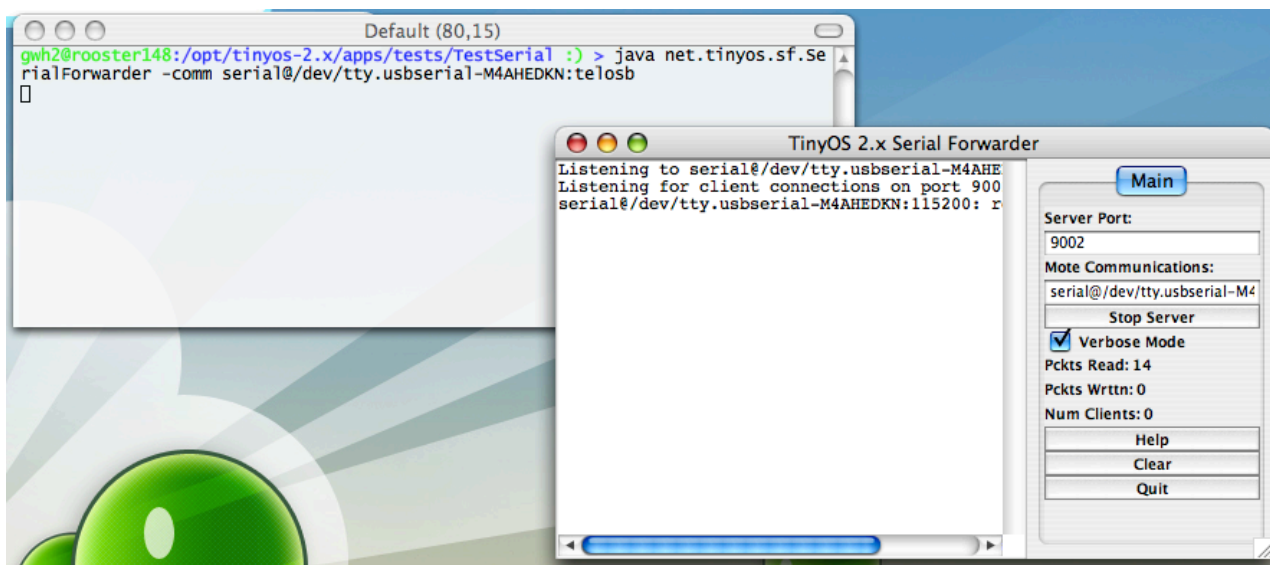 Default (80,15)
gwh2@rooster148:/opt/tinyos-2.x/apps/tests/TestSerial :) > java net.tinyos.sf.Se
rialForwarder -comm serial@/dev/tty.usbserial-M4AHEDKN:telosb
TinyOS 2.x Serial Forwarder
Listening to serial@/dev/tty.usbserial-M4AHE
Listening for client connections on port 900
serial@/dev/tty.usbserial-M4AHEDKN:115200: r
Main
Server Port:
9002
Mote Communications:
serial@/dev/tty.usbserial-M4
Stop Server
Verbose Mode
Pckts Read: 14
Pckts Wrttn: 0
Num Clients: 0
Help
Clear
Quit